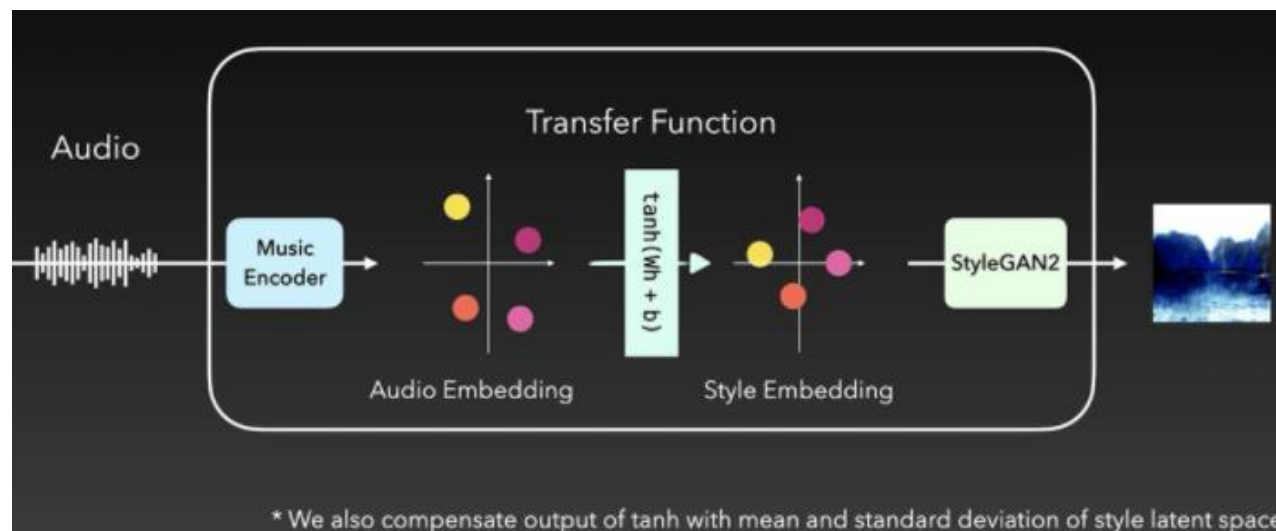 Transfer Function
Audio
Music
Encoder
tanh(Wh + b)
StyleGAN2
Audio Embedding
Style Embedding
* We also compensate output of tanh with mean and standard deviation of style latent space